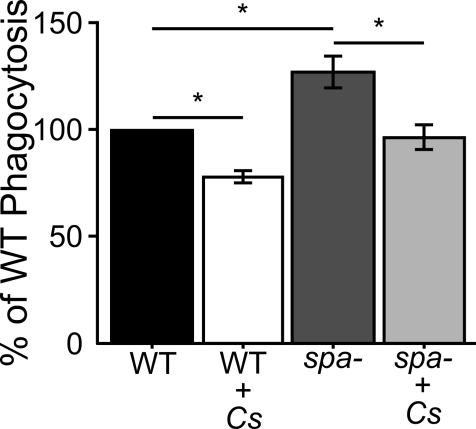 % of WT Phagocytosis
150
100
50
0
*
*
*
WT
WT
+
Cs
spa-
spa-
+
Cs